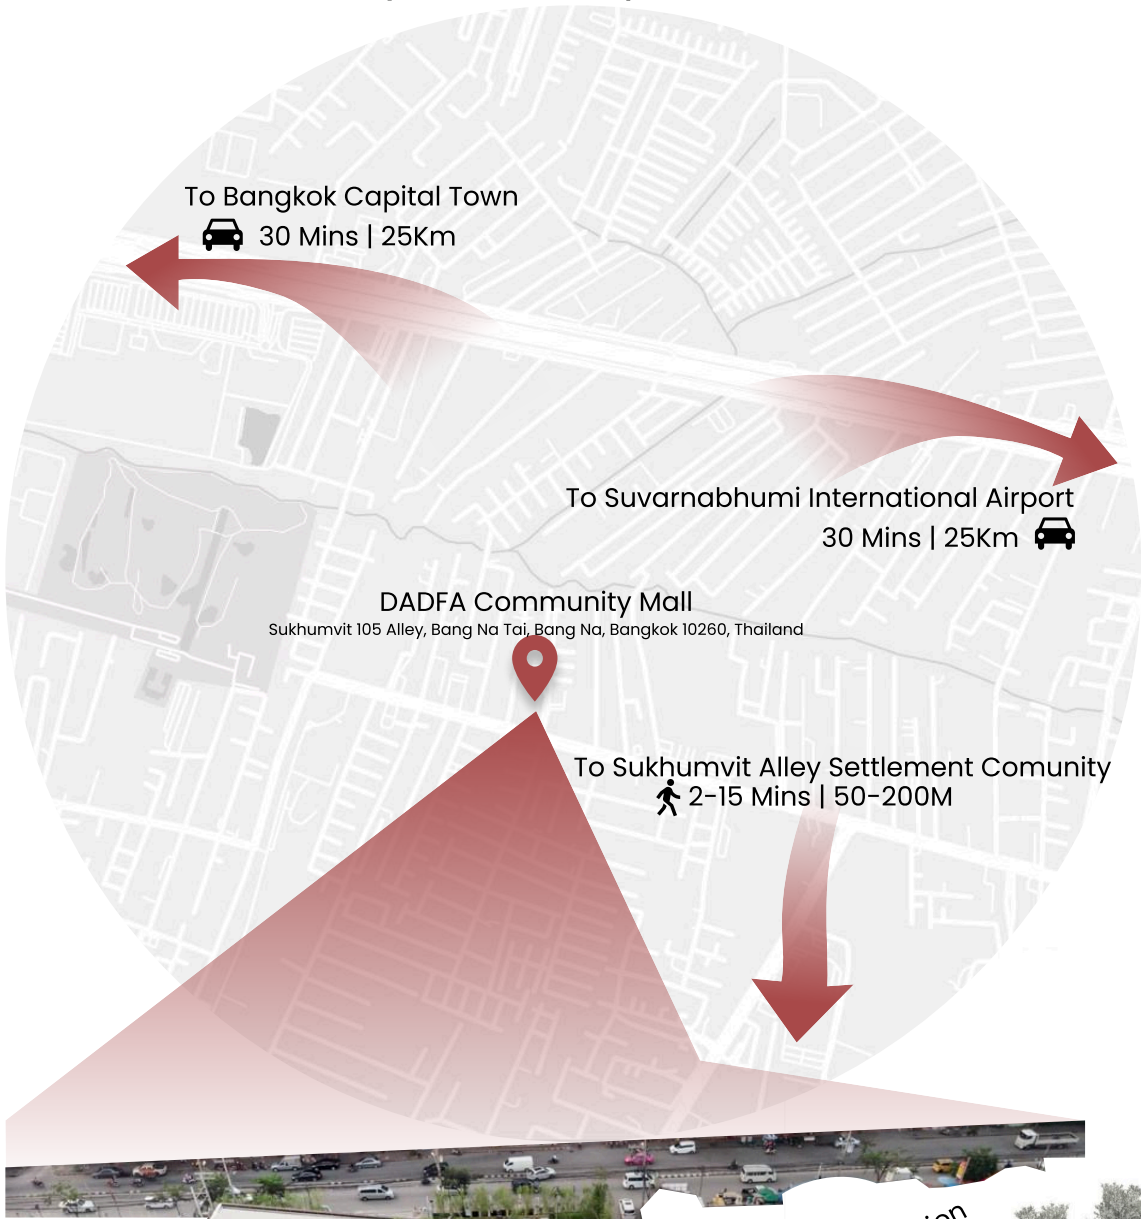 To Bangkok Capital Town
30 Mins | 25Km
To Suvarnabhumi International Airport
30 Mins | 25Km
DADFA Community Mall
Sukhumvit 105 Alley, Bang Na Tai, Bang Na, Bangkok 10260, Thailand
To Sukhumvit Alley Settlement Comunity
2-15 Mins | 50-200M